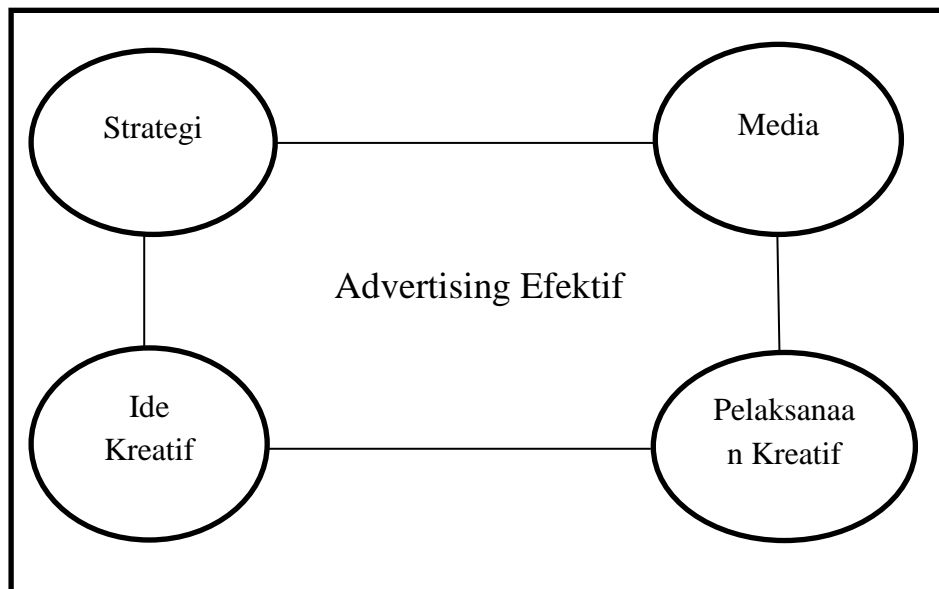 Strategi
Media
Advertising Efektif
Ide
Kreatif
Pelaksanaa
n Kreatif